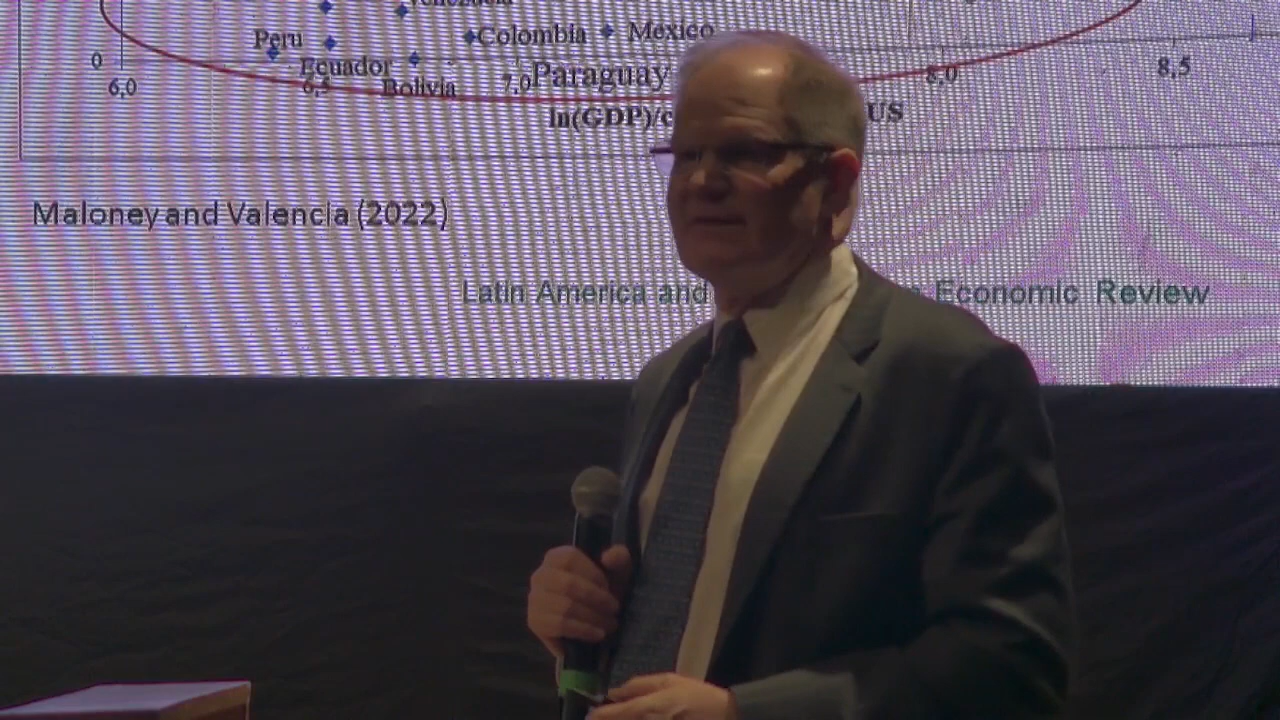 Venezuela
Peru
Colombia
Mexico
0
Ecuador
7,0
Paraguay
8,0
8,5
6,0
6,5
Bolivia
ln(GDP)/c
US
Maloney and Valencia (2022)
Latin America and
Economic Review